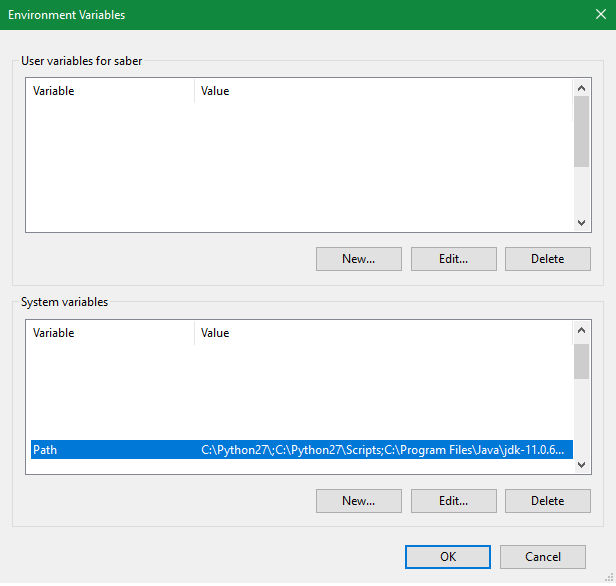 Environment Variables
User variables for saber
Variable Value
New... Edit... Delete
System variables
Variable Value
Path C:\Python27\;C:\Python27\Scripts;C:\Program Files\Java\jdk-11.0.6...
New... Edit... Delete
OK Cancel